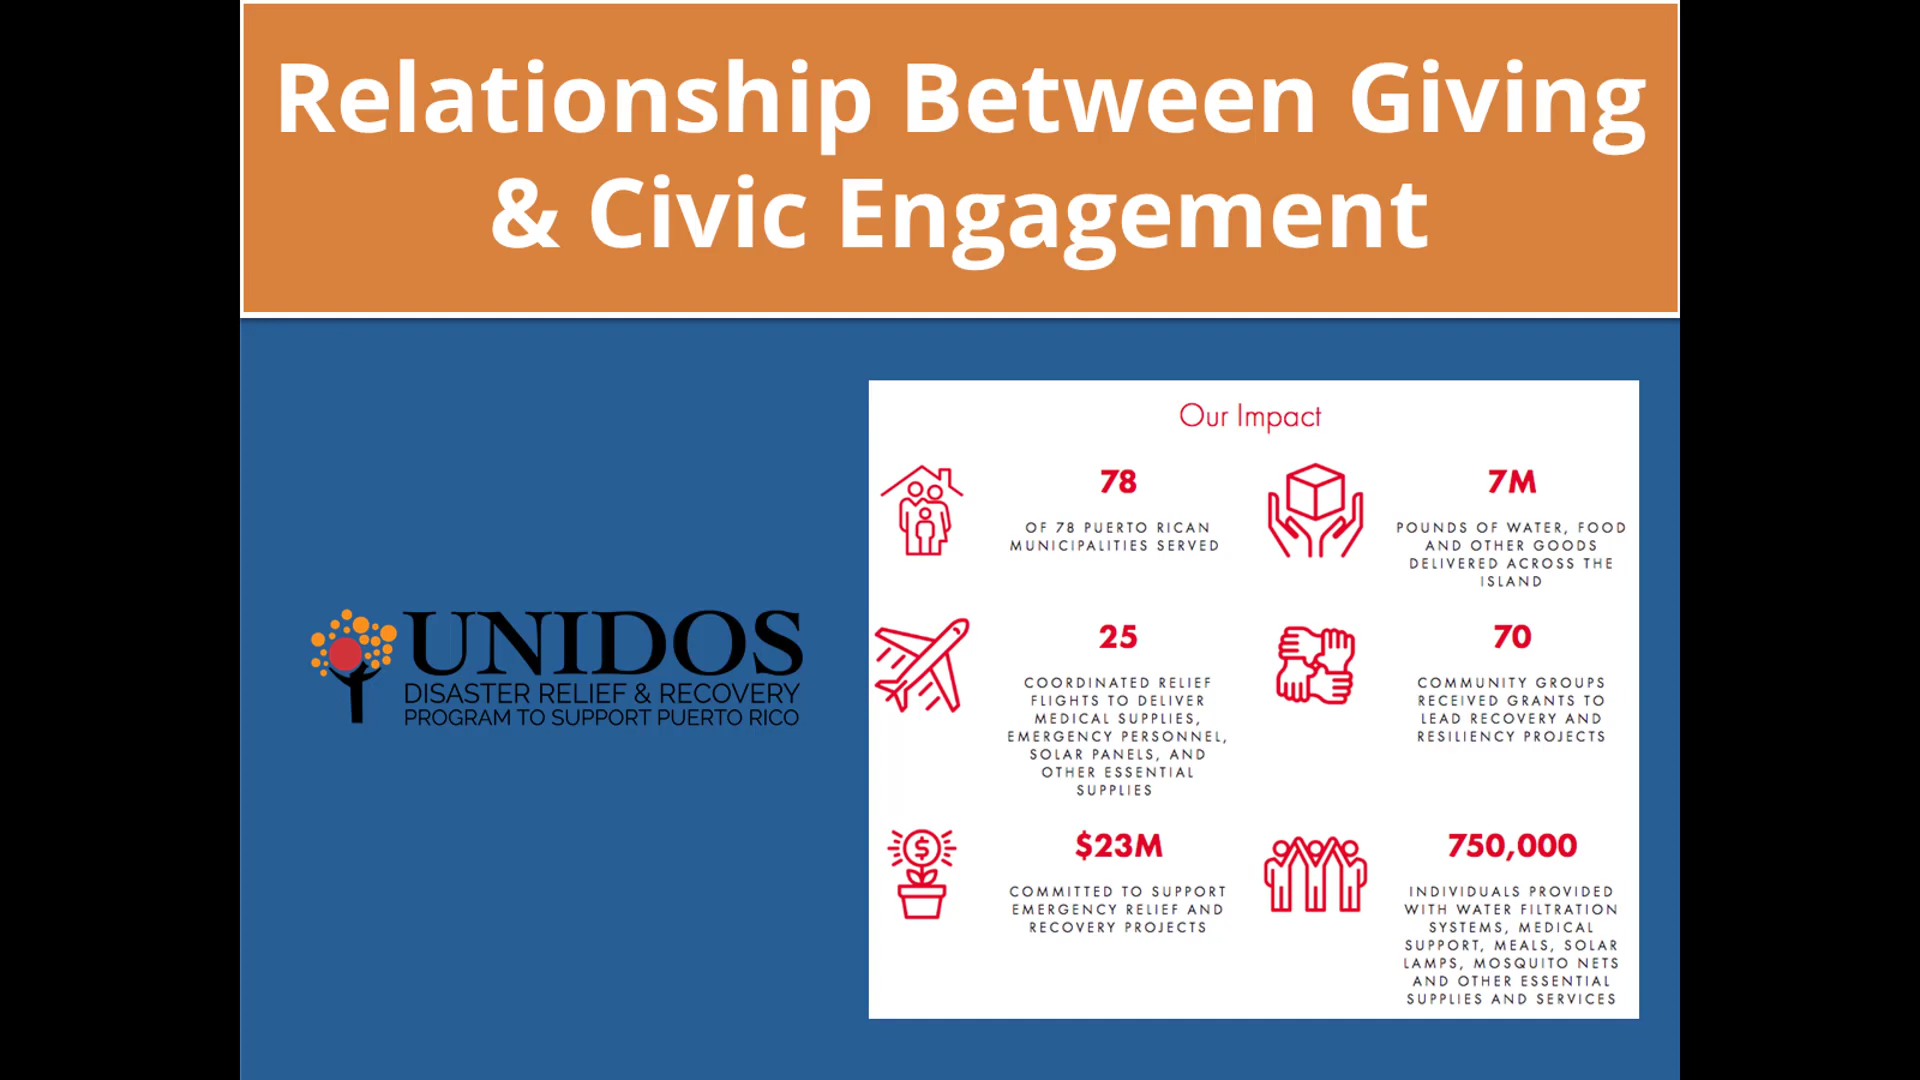 Relationship Between Giving
& Civic Engagement
UNIDOS
DISASTER RELIEF & RECOVERY
PROGRAM TO SUPPORT PUERTO RICO
Our Impact
78
OF 78 PUERTO RICAN
MUNICIPALITIES SERVED
7M
POUNDS OF WATER, FOOD
AND OTHER GOODS
DELIVERED ACROSS THE
ISLAND
25
COORDINATED RELIEF
FLIGHTS TO DELIVER
MEDICAL SUPPLIES,
EMERGENCY PERSONNEL,
SOLAR PANELS, AND
OTHER ESSENTIAL
SUPPLIES
70
COMMUNITY GROUPS
RECEIVED GRANTS TO
LEAD RECOVERY AND
RESILIENCY PROJECTS
$23M
COMMITTED TO SUPPORT
EMERGENCY RELIEF AND
RECOVERY PROJECTS
750,000
INDIVIDUALS PROVIDED
WITH WATER FILTRATION
SYSTEMS, MEDICAL
SUPPORT, MEALS, SOLAR
LAMPS, MOSQUITO NETS
AND OTHER ESSENTIAL
SUPPLIES AND SERVICES